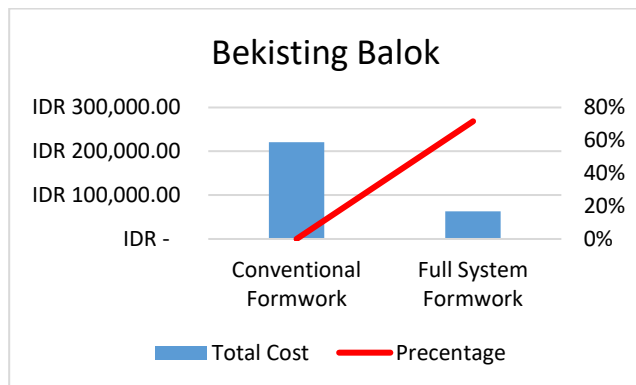 Bekisting Balok
IDR 300,000.00
IDR 200,000.00
IDR 100,000.00
IDR -
80%
60%
40%
20%
0%
Conventional
Formwork
Full System
Formwork
Total Cost
Precentage